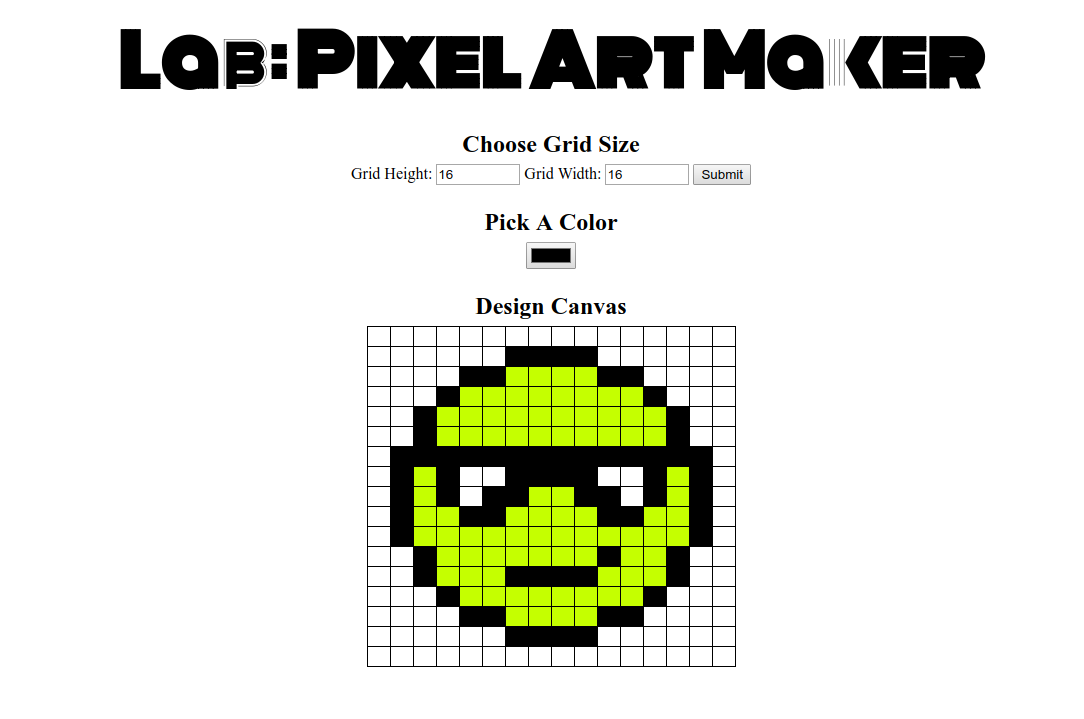 Lab: Pixel Art Maker
Choose Grid Size
Grid Height: 16 Grid Width: 16 Submit
Pick A Color
Design Canvas